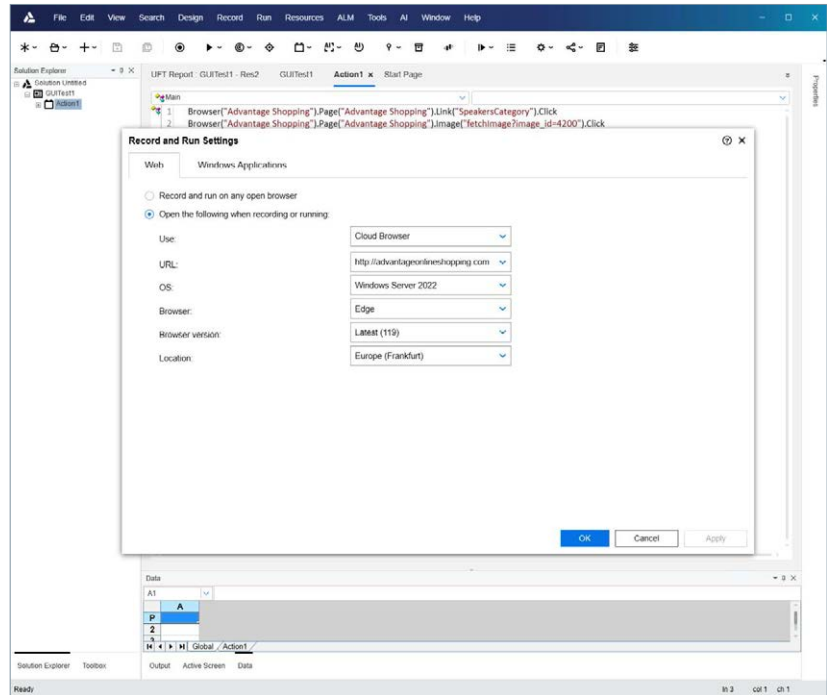 File Edit View Search Design Record Run Resources ALM Tools AI Window Help
Solution Explorer
UFT Report : GUITest1 - Res2 GUITest1 Action1 x Start Page
Solution Untitled
GUITest1
Action1
Properties
Main
1 Browser("Advantage Shopping").Page("Advantage Shopping").Link("SpeakersCategory").Click
2 Browser("Advantage Shopping").Page("Advantage Shopping").Image("fetchImage?image_id=4200").Click
Record and Run Settings
Web Windows Applications
Record and run on any open browser
Open the following when recording or running:
Use: Cloud Browser
URL: http://advantageonlineshopping.com
OS: Windows Server 2022
Browser: Edge
Browser version: Latest (119)
Location: Europe (Frankfurt)
OK Cancel Apply
Data
A1
A
P
2
3
Global Action1
Solution Explorer Toolbox Output Active Screen Data
Ready ln 3 col 1 ch 1